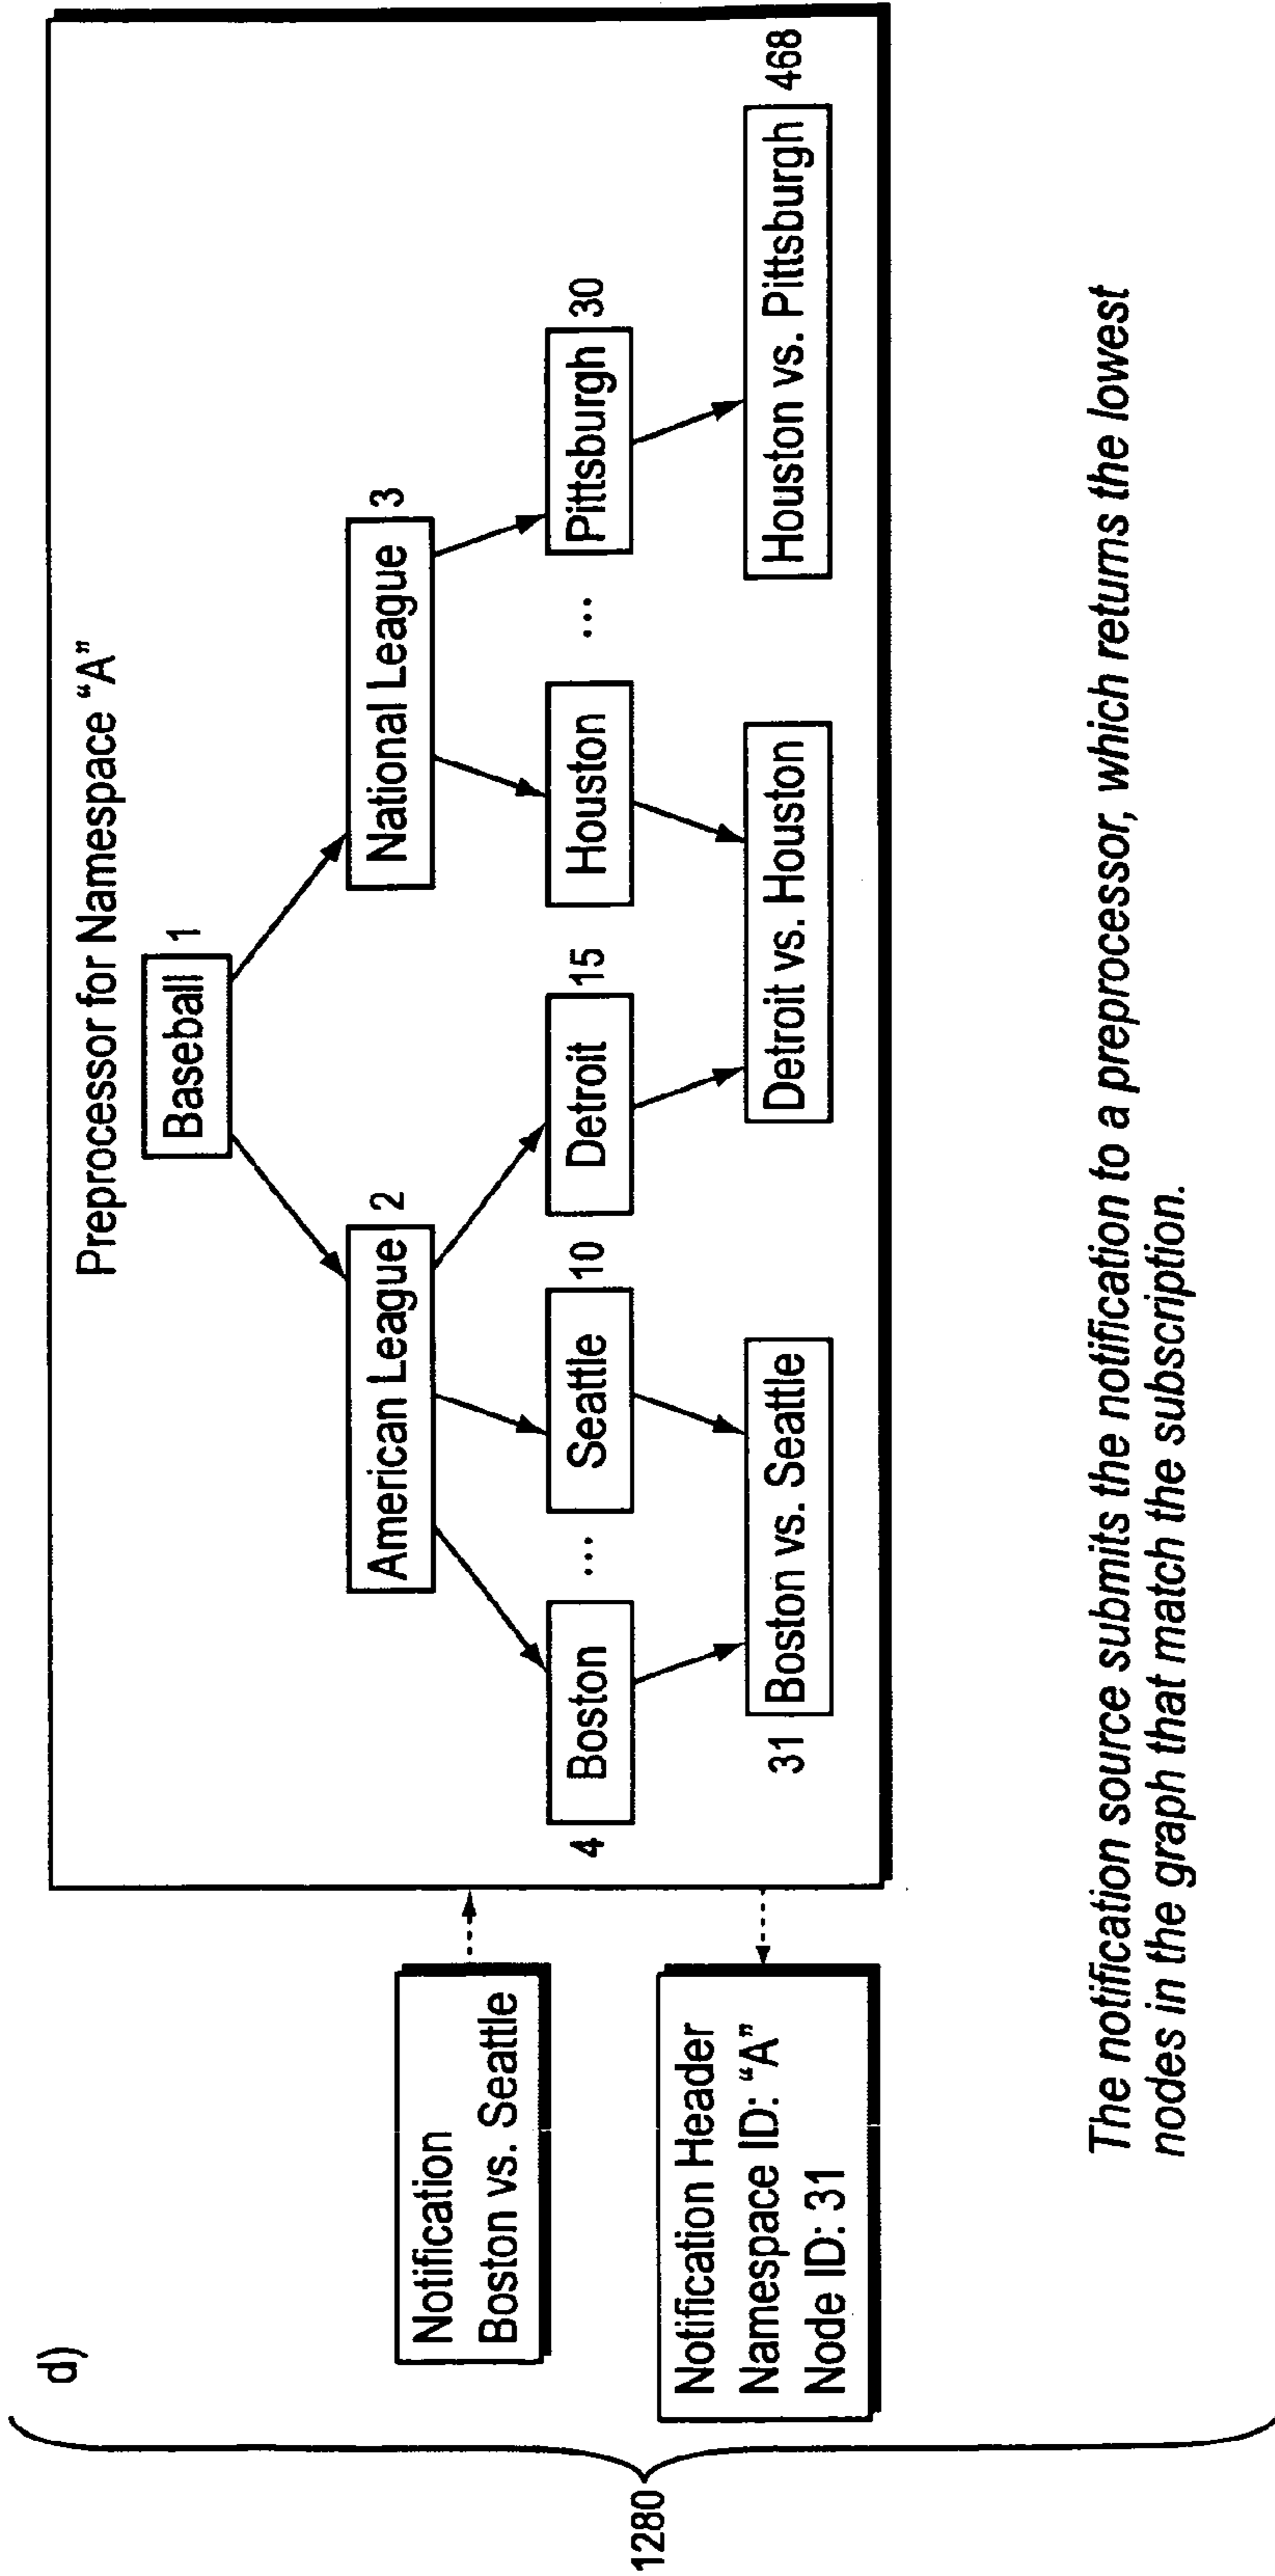 d)
1280
Notification
Boston vs. Seattle
Notification Header
Namespace ID: “A”
Node ID: 31
Preprocessor for Namespace “A”
Baseball 1
American League 2
National League 3
4 Boston
...
Seattle 10
Detroit 15
Houston
...
Pittsburgh 30
31 Boston vs. Seattle
Detroit vs. Houston
Houston vs. Pittsburgh 468
The notification source submits the notification to a preprocessor, which returns the lowest
nodes in the graph that match the subscription.